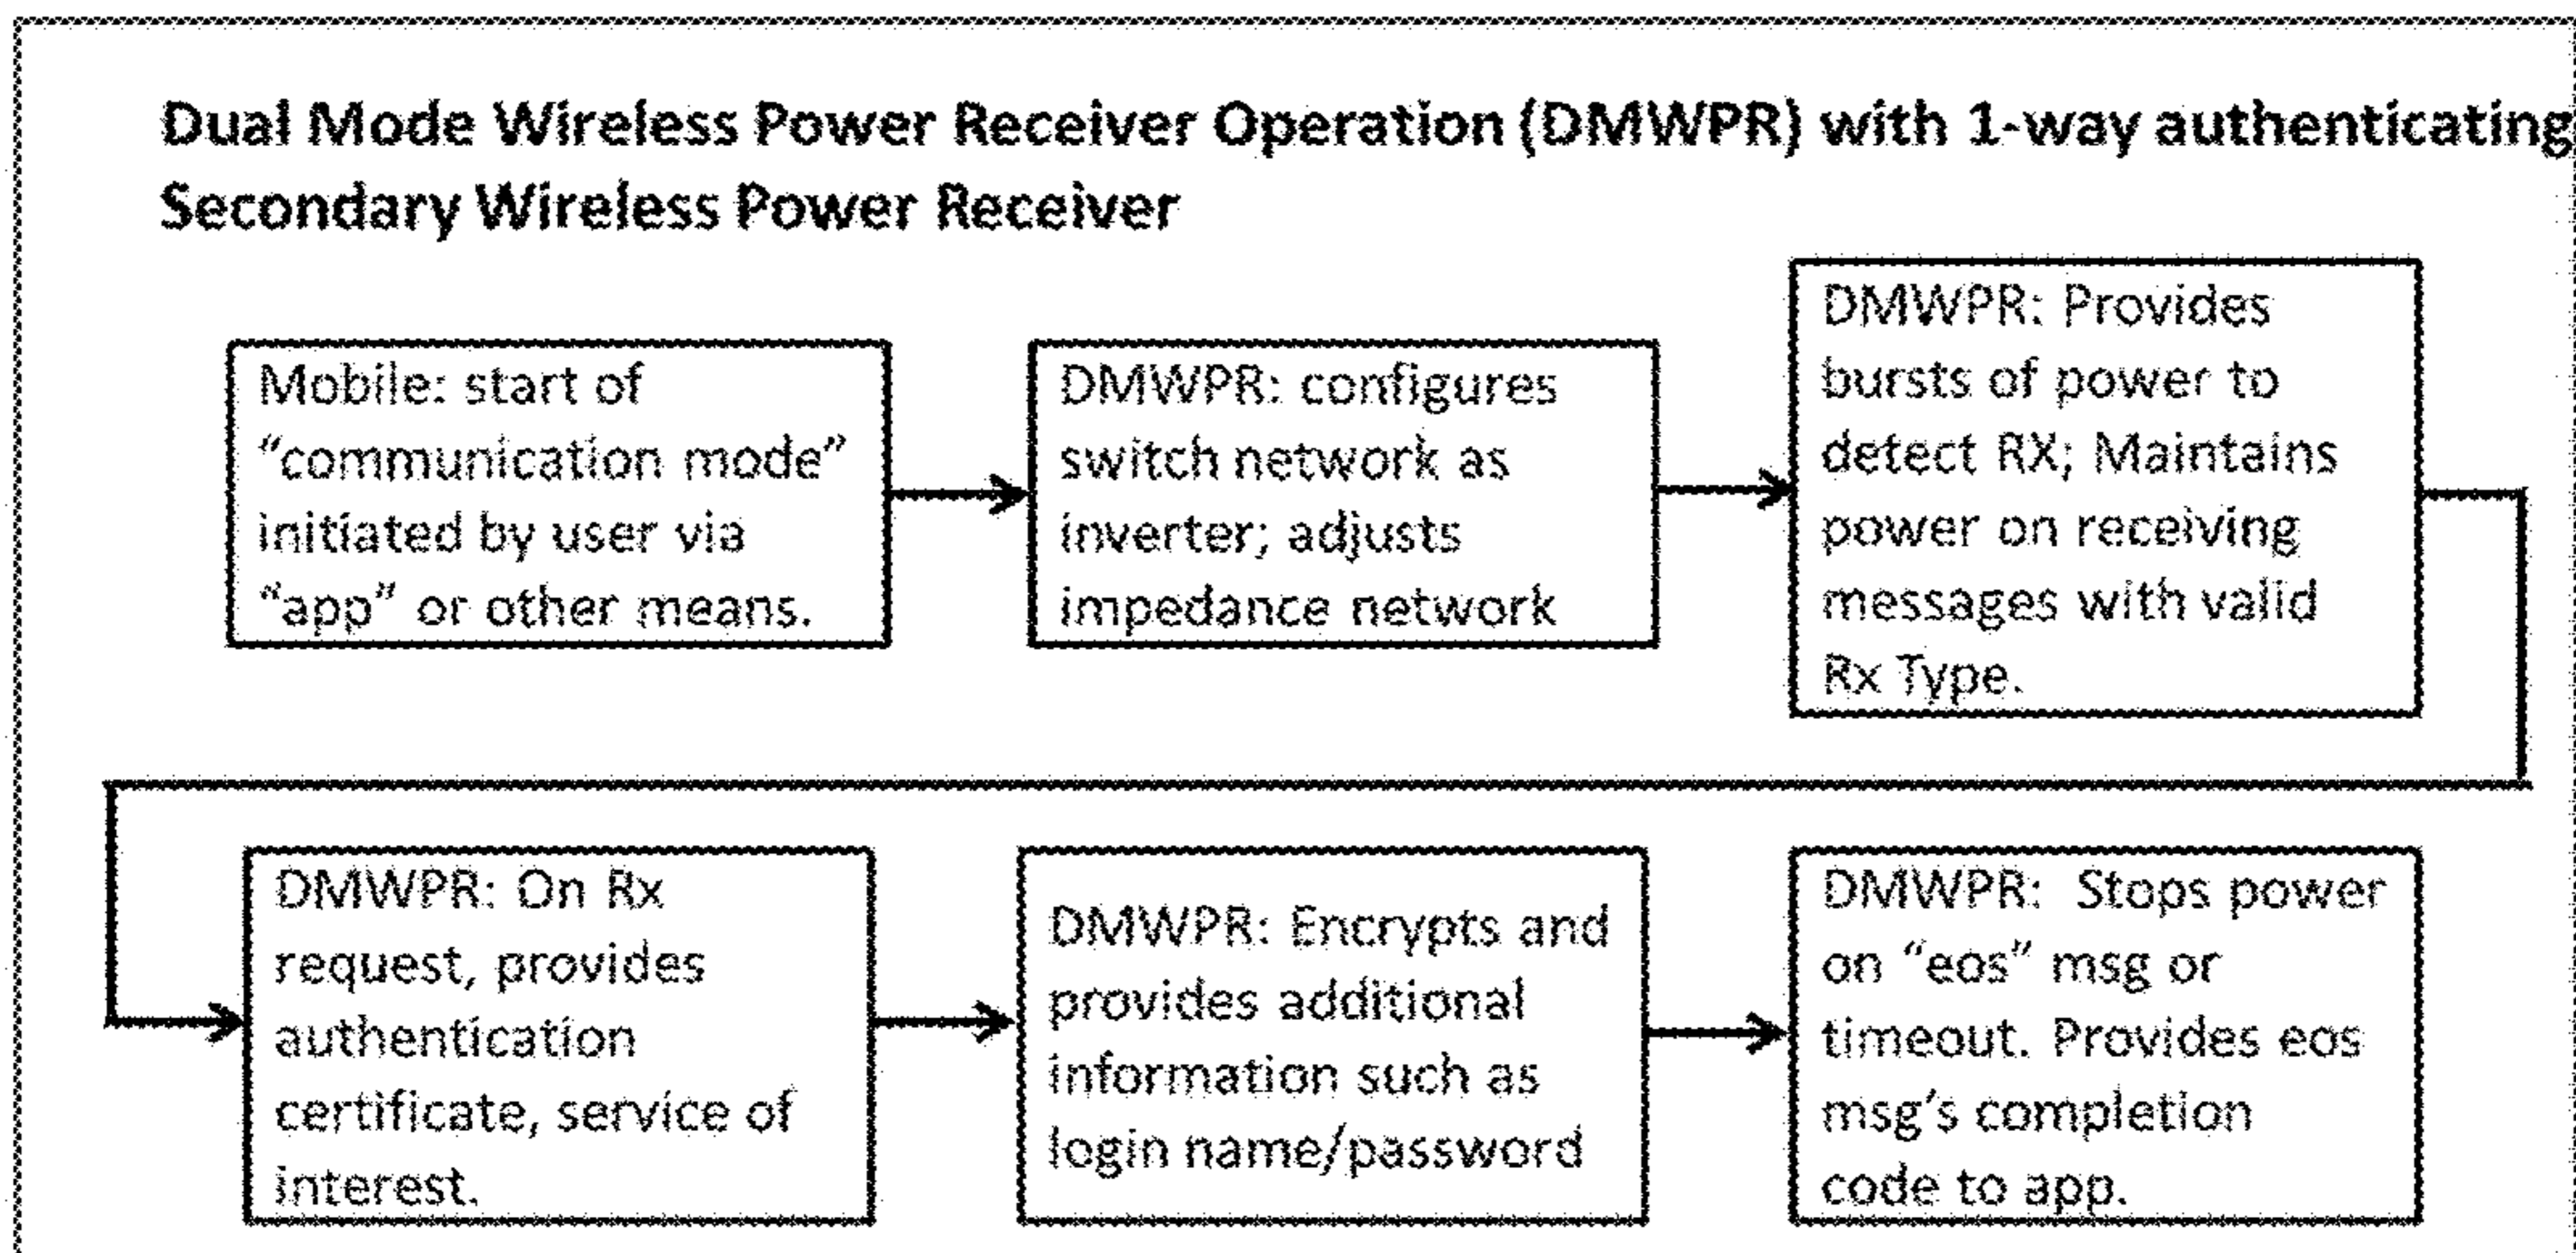 Dual Mode Wireless Power Receiver Operation (DMWPR) with 1-way authenticating
Secondary Wireless Power Receiver
Mobile: start of
“communication mode”
initiated by user via
“app” or other means.
DMWPR: configures
switch network as
inverter; adjusts
impedance network
DMWPR: Provides
bursts of power to
detect RX; Maintains
power on receiving
messages with valid
Rx Type.
DMWPR: On Rx
request, provides
authentication
certificate, service of
interest.
DMWPR: Encrypts and
provides additional
information such as
login name/password
DMWPR: Stops power
on “eos” msg or
timeout. Provides eos
msg’s completion
code to app.